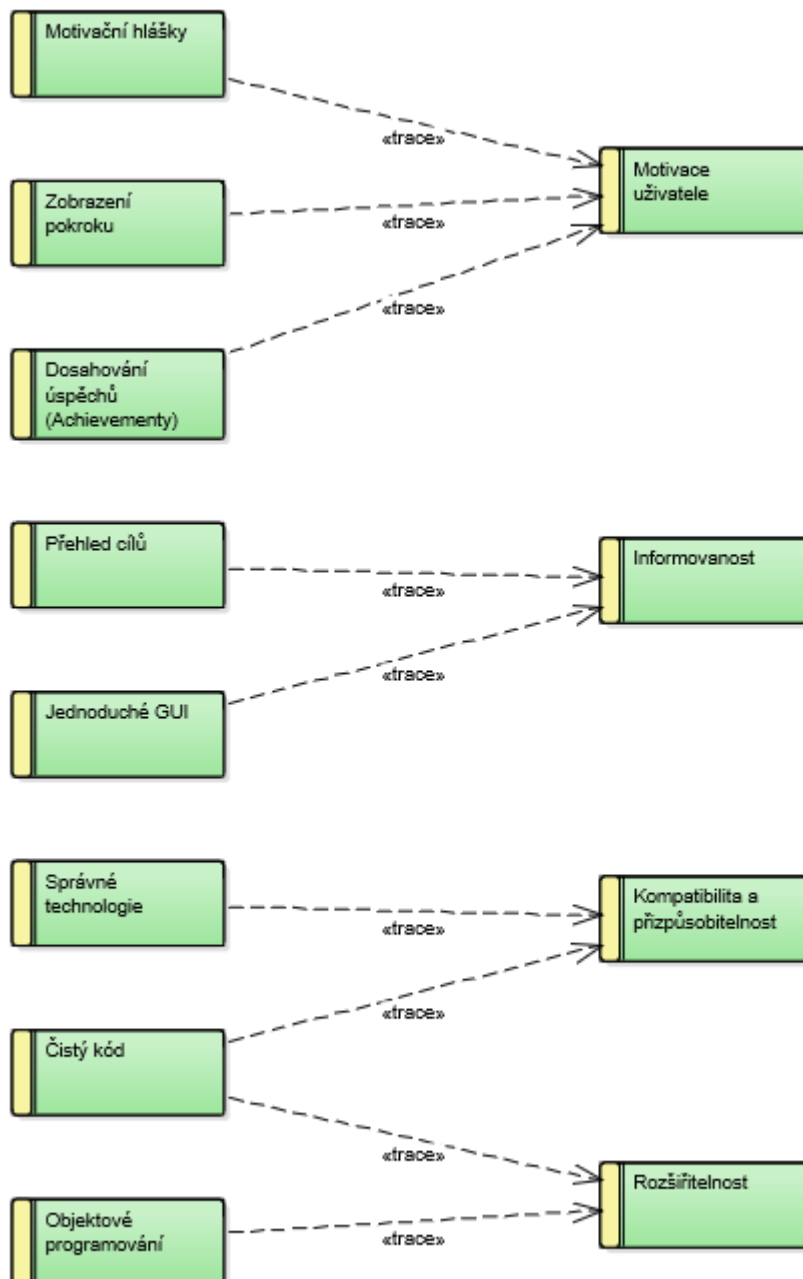 Motivační hlášky
«trace»
Motivace
uživatele
Zobrazení
pokroku
«trace»
«trace»
Dosahování
úspěchů
(Achievementy)
Přehled cílů
Informovanost
«trace»
«trace»
Jednoduché GUI
Správné
technologie
Kompatibilita a
přizpůsobitelnost
«trace»
«trace»
Čistý kód
«trace»
Rozšiřitelnost
Objektové
programování
«trace»